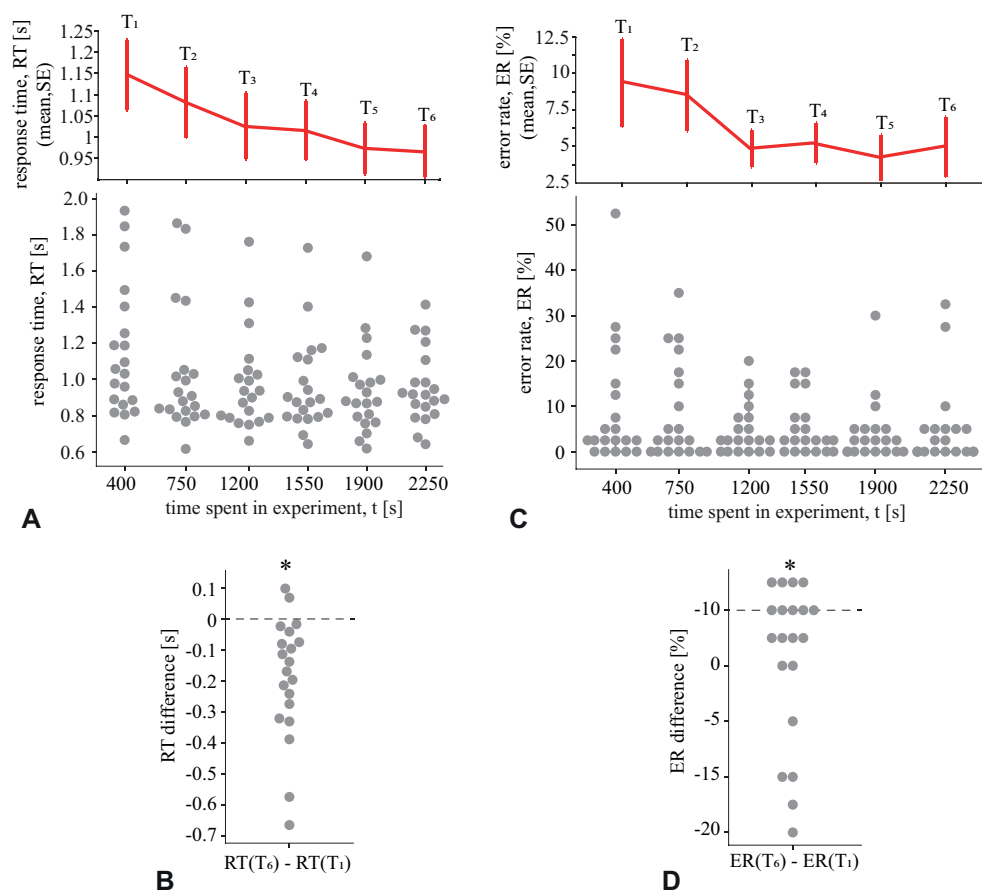 response time, RT [s]
(mean,SE)
1.25
1.2
1.15
1.1
1.05
1
0.95
T₁
T₂
T₃
T₄
T₅
T₆
response time, RT [s]
2.0
1.8
1.6
1.4
1.2
1.0
0.8
0.6
400 750 1200 1550 1900 2250
time spent in experiment, t [s]
A
error rate, ER [%]
(mean,SE)
12.5
10
7.5
5
2.5
T₁
T₂
T₃
T₄
T₅
T₆
error rate, ER [%]
50
40
30
20
10
0
400 750 1200 1550 1900 2250
time spent in experiment, t [s]
C
RT difference [s]
0.1
0
-0.1
-0.2
-0.3
-0.4
-0.5
-0.6
-0.7
*
RT(T₆) - RT(T₁)
B
ER difference [%]
-10
0
-5
-15
-20
*
ER(T₆) - ER(T₁)
D